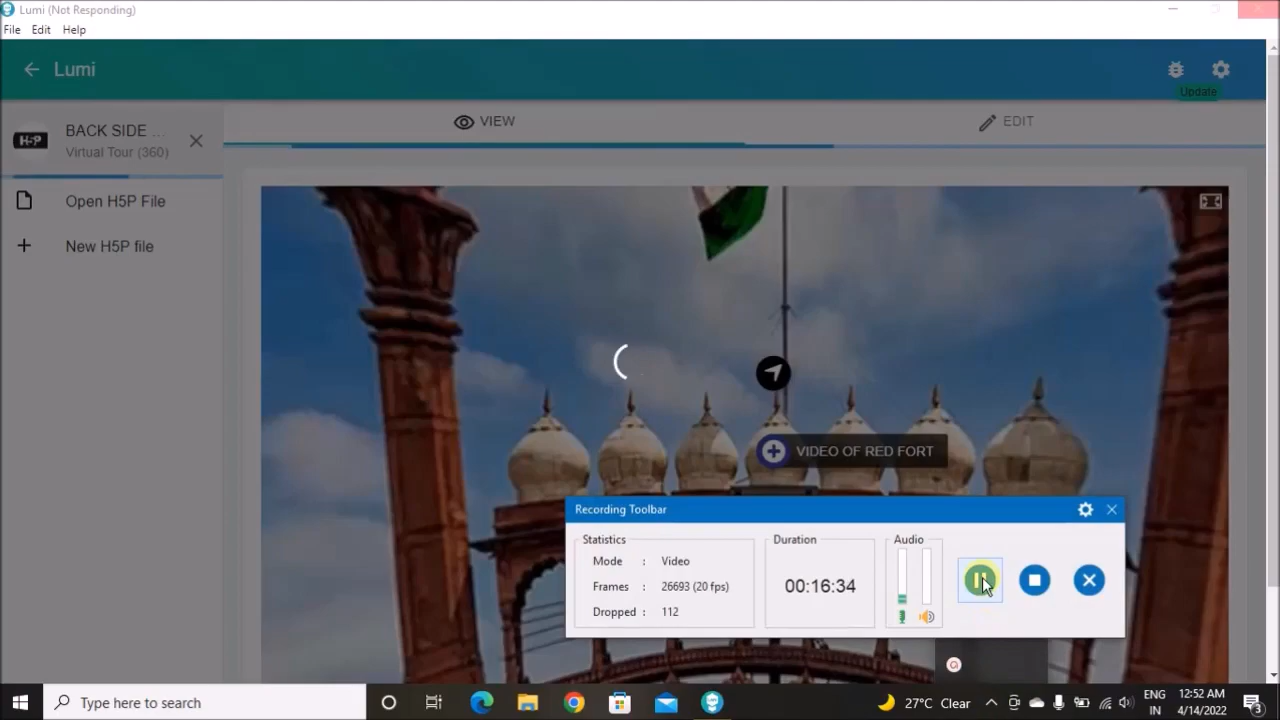 Lumi (Not Responding)
File Edit Help
Lumi
Update
H5P
BACK SIDE ...
Virtual Tour (360)
VIEW
EDIT
Open H5P File
New H5P file
VIDEO OF RED FORT
Recording Toolbar
Statistics
Mode : Video
Frames : 26693 (20 fps)
Dropped : 112
Duration
00:16:34
Audio
Type here to search
27°C Clear
ENG
IN
12:52 AM
4/14/2022
3